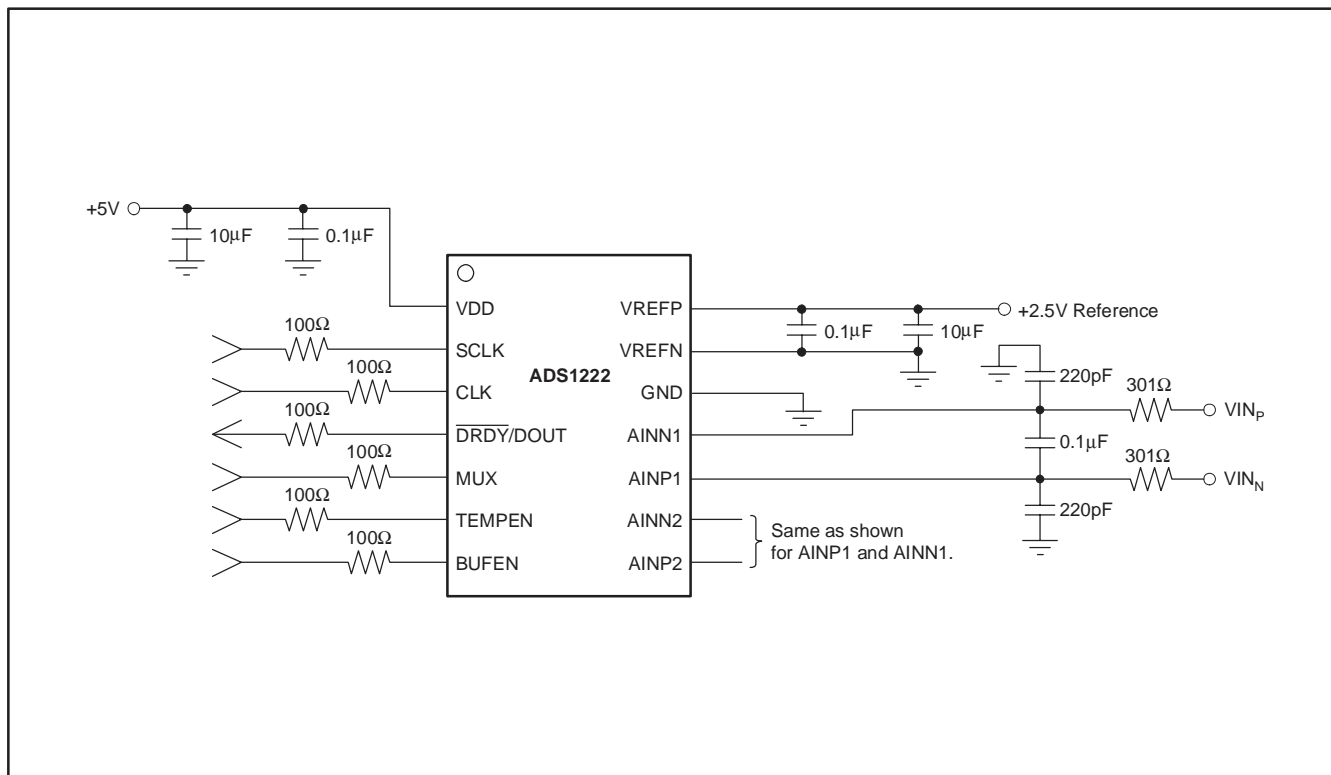 +5V
10μF
0.1μF
VDD
VREFP
+2.5V Reference
0.1μF
10μF
100Ω
SCLK
VREFN
ADS1222
220pF
301Ω
100Ω
CLK
GND
VIN_P
100Ω
DRDY/DOUT
AINN1
0.1μF
301Ω
100Ω
MUX
AINP1
VIN_N
220pF
100Ω
TEMPEN
AINN2
Same as shown
for AINP1 and AINN1.
100Ω
BUFEN
AINP2